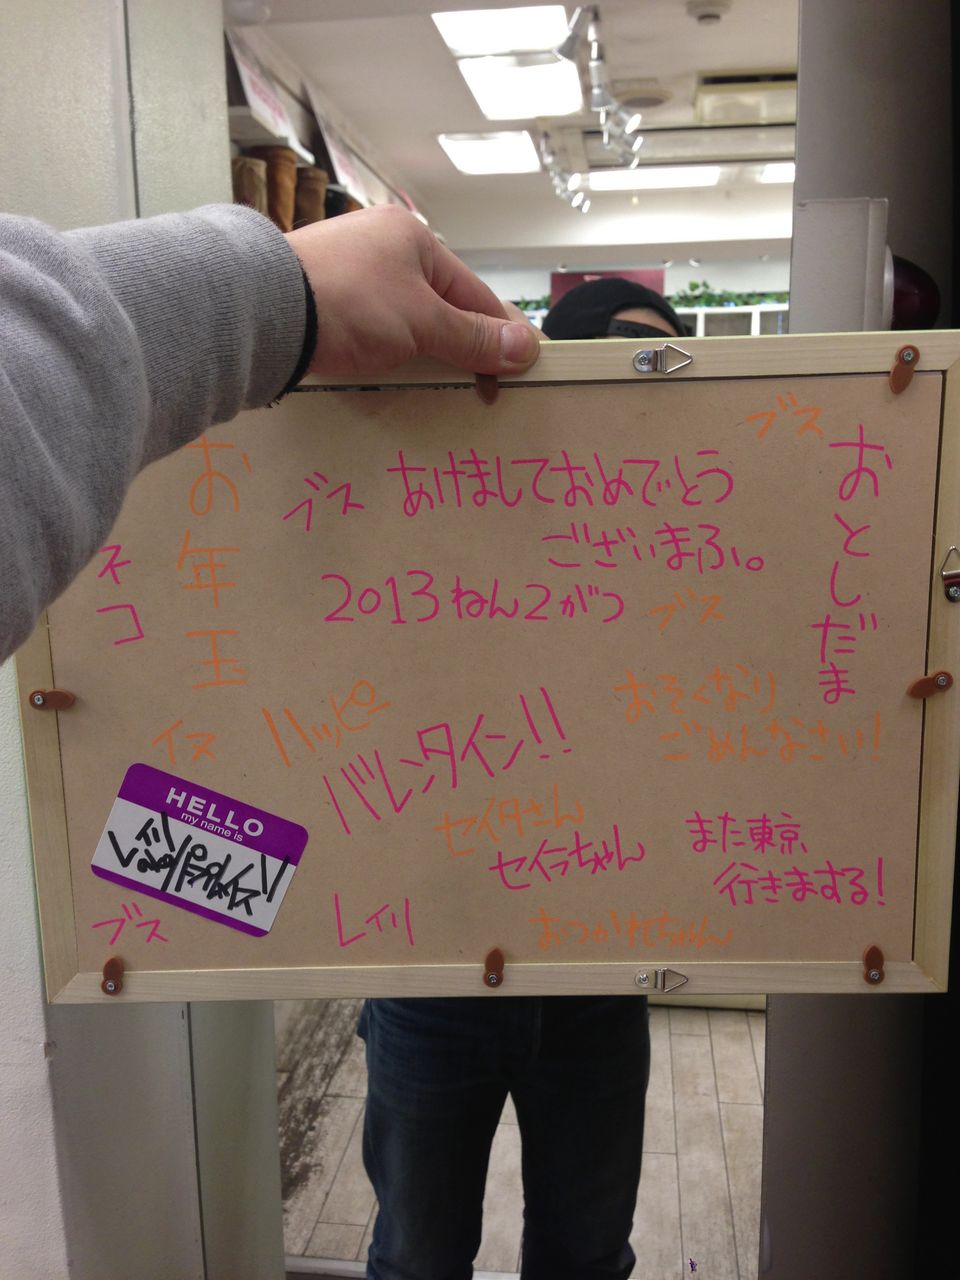 ブス
おとしだま
ブス
あけましておめでとう
ございまふ。
2013ねん2がつ
ブス
お年玉
ネコ
イヌ
ハッピー
バレンタイン!!
おそくなり
ごめんなさい!
セイタさん
セイラちゃん
また東京
行きまする!
HELLO
my name is
ブス
レイリ
おつかれちゃん